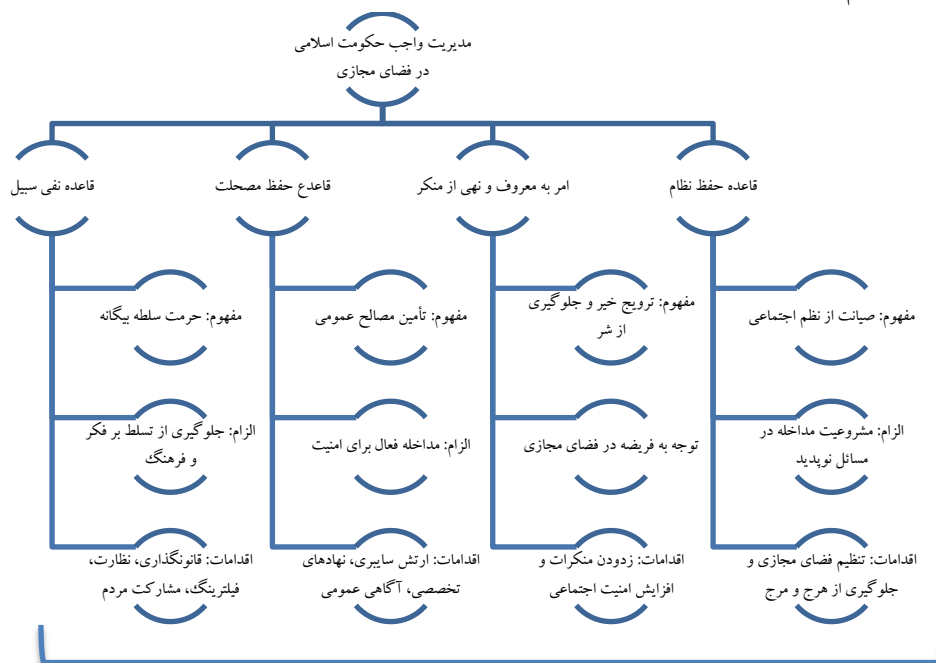 مدیریت واجب حکومت اسلامی
در فضای مجازی
قاعده حفظ نظام
امر به معروف و نهی از منکر
قاعدع حفظ مصحلت
قاعده نفی سبیل
مفهوم: صیانت از نظم اجتماعی
مفهوم: ترویج خیر و جلوگیری
از شر
مفهوم: تأمین مصالح عمومی
مفهوم: حرمت سلطه بیگانه
الزام: مشروعیت مداخله در
مسائل نوپدید
توجه به فریضه در فضای مجازی
الزام: مداخله فعال برای امنیت
الزام: جلوگیری از تسلط بر فکر
و فرهنگ
اقدامات: تنظیم فضای مجازی و
جلوگیری از هرج و مرج
اقدامات: زدودن منکرات و
افزایش امنیت اجتماعی
اقدامات: ارتش سایبری، نهادهای
تخصصی، آگاهی عمومی
اقدامات: قانونگذاری، نظارت،
فیلترینگ، مشارکت مردم